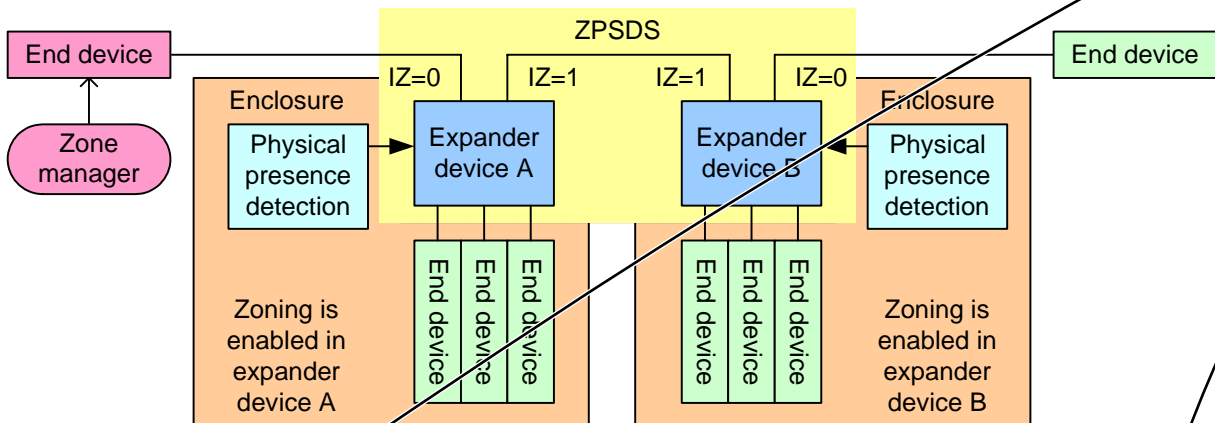 ZPSDS
End device
End device
IZ=0
IZ=1
IZ=1
IZ=0
Enclosure
Enclosure
Zone
manager
Physical
presence
detection
Expander
device A
Expander
device B
Physical
presence
detection
End device
End device
End device
End device
End device
End device
Zoning is
enabled in
expander
device A
Zoning is
enabled in
expander
device B